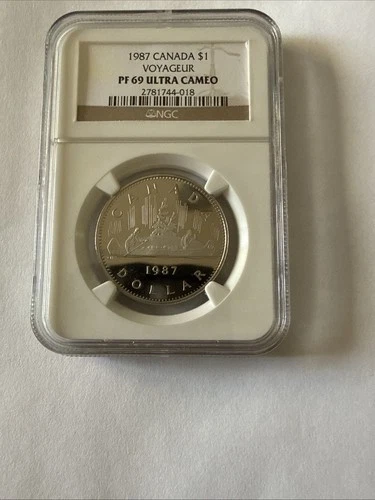 1987 CANADA $1
VOYAGEUR
PF 69 ULTRA CAMEO
2781744-018
NGC
CANADA
1987
DOLLAR